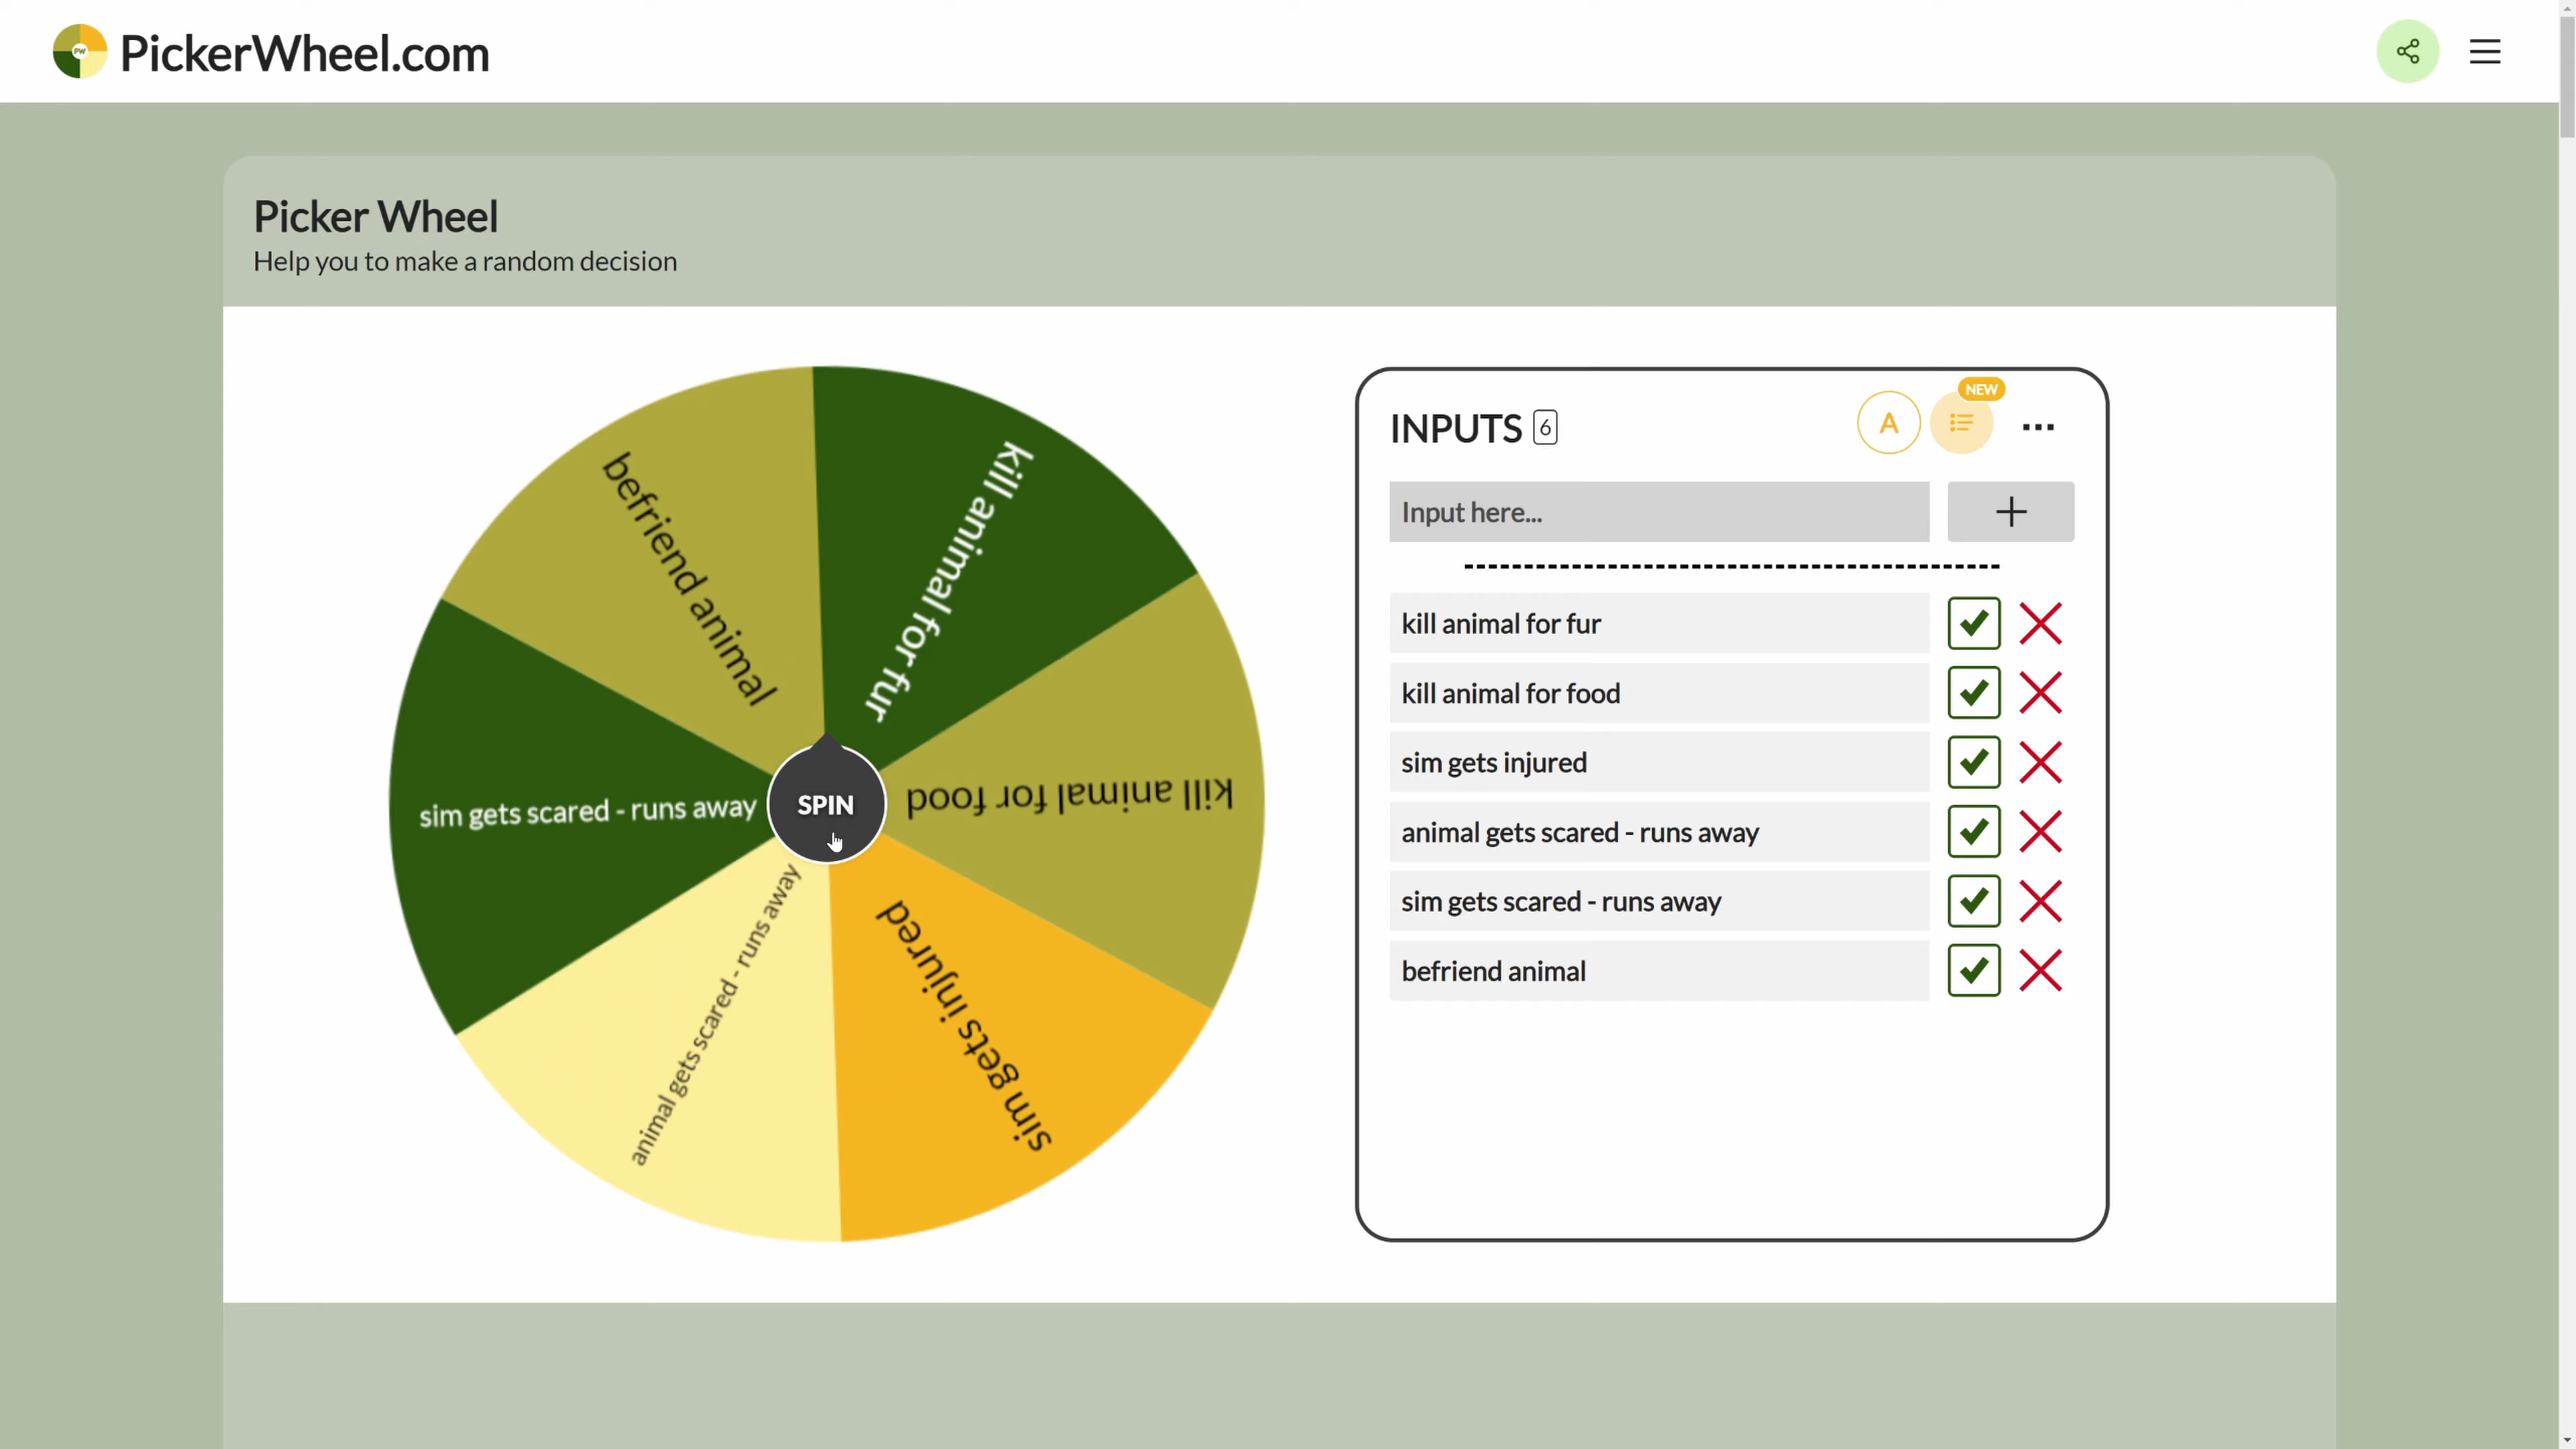 PW
PickerWheel.com
Picker Wheel
Help you to make a random decision
befriend animal
kill animal for fur
kill animal for food
sim gets injured
animal gets scared - runs away
sim gets scared - runs away
SPIN
INPUTS 6
A
NEW
Input here...
kill animal for fur
kill animal for food
sim gets injured
animal gets scared - runs away
sim gets scared - runs away
befriend animal